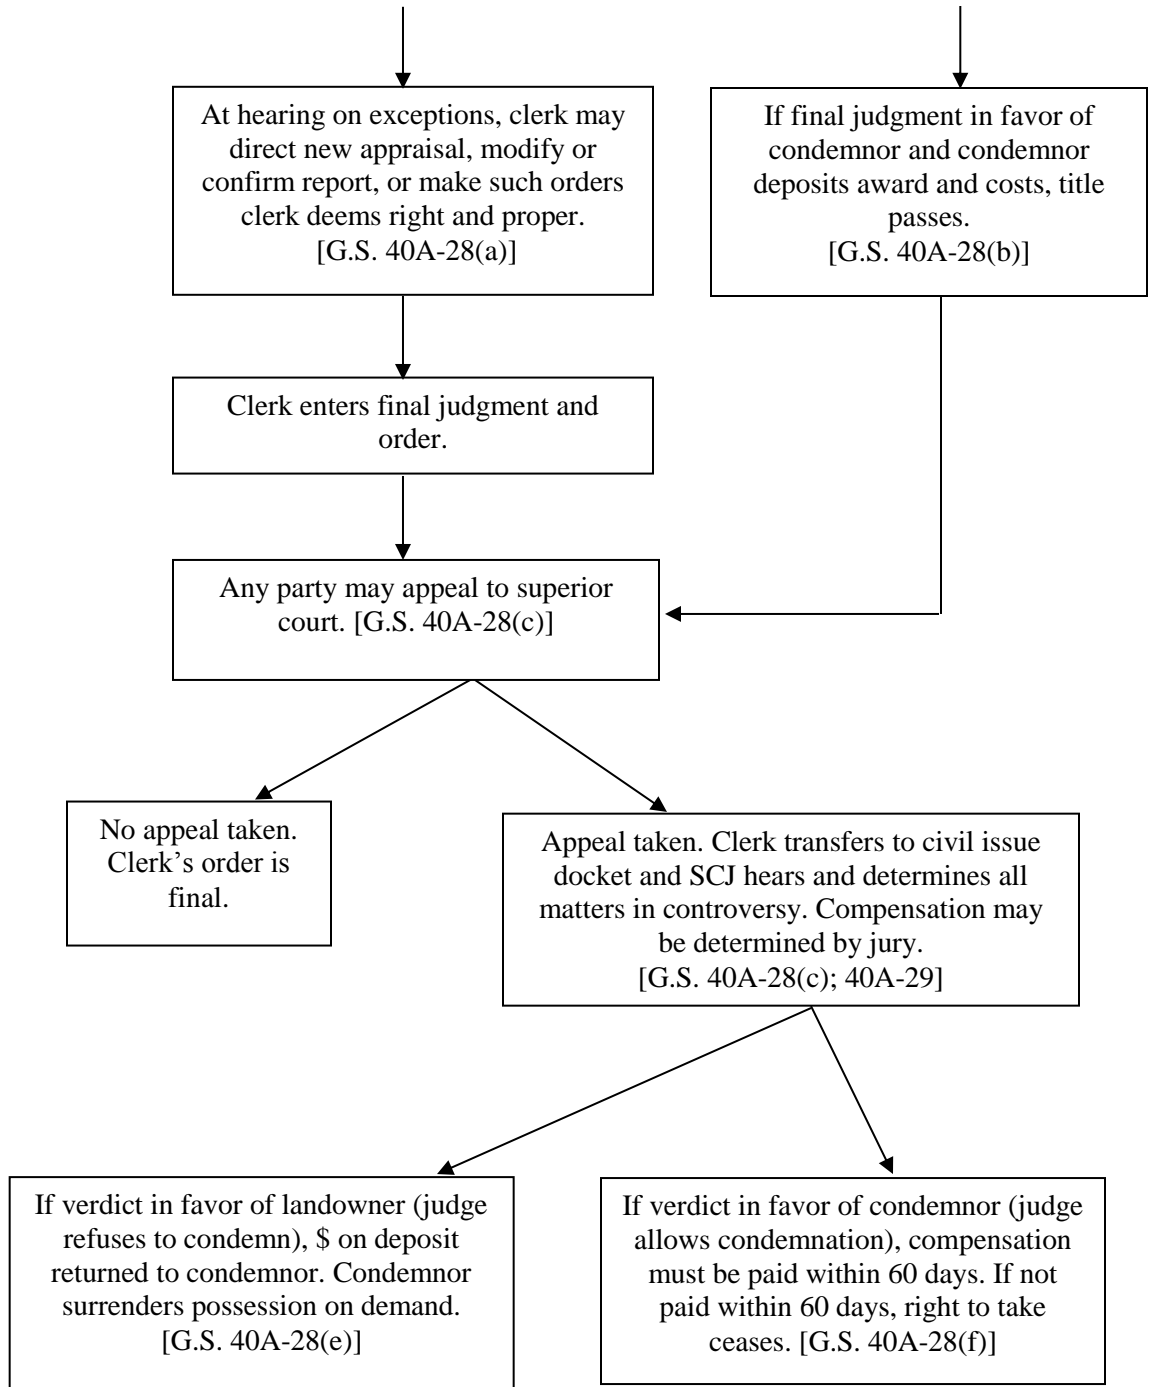 At hearing on exceptions, clerk may
direct new appraisal, modify or
confirm report, or make such orders
clerk deems right and proper.
[G.S. 40A-28(a)]
If final judgment in favor of
condemnor and condemnor
deposits award and costs, title
passes.
[G.S. 40A-28(b)]
Clerk enters final judgment and
order.
Any party may appeal to superior
court. [G.S. 40A-28(c)]
No appeal taken.
Clerk’s order is
final.
Appeal taken. Clerk transfers to civil issue
docket and SCJ hears and determines all
matters in controversy. Compensation may
be determined by jury.
[G.S. 40A-28(c); 40A-29]
If verdict in favor of landowner (judge
refuses to condemn), $ on deposit
returned to condemnor. Condemnor
surrenders possession on demand.
[G.S. 40A-28(e)]
If verdict in favor of condemnor (judge
allows condemnation), compensation
must be paid within 60 days. If not
paid within 60 days, right to take
ceases. [G.S. 40A-28(f)]